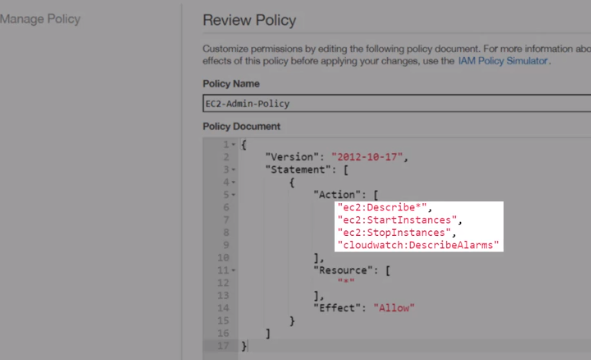 Manage Policy
Review Policy
Customize permissions by editing the following policy document. For more information abo
effects of this policy before applying your changes, use the IAM Policy Simulator.
Policy Name
EC2-Admin-Policy
Policy Document
1 {
2 "Version": "2012-10-17",
3 "Statement": [
4 {
5 "Action": [
6 "ec2:Describe*",
7 "ec2:StartInstances",
8 "ec2:StopInstances",
9 "cloudwatch:DescribeAlarms"
10 ],
11 "Resource": [
12 "*"
13 ],
14 "Effect": "Allow"
15 }
16 ]
17 }